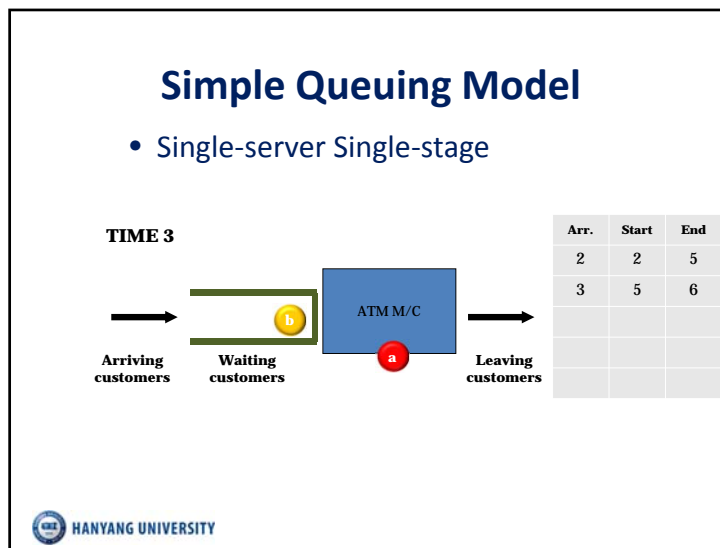 Simple Queuing Model
• Single-server Single-stage
TIME 3
Arr. Start End
2 2 5
3 5 6
b
ATM M/C
a
Arriving
customers
Waiting
customers
Leaving
customers
HANYANG UNIVERSITY